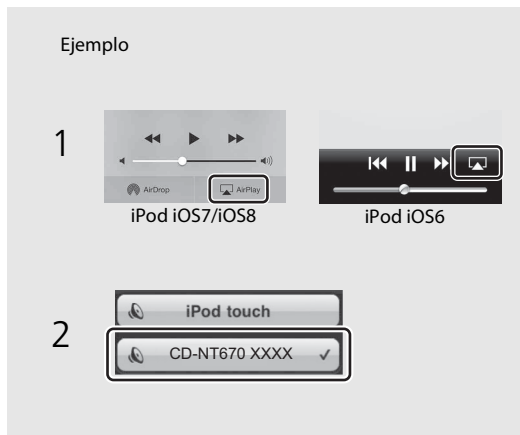 Ejemplo
1
AirDrop
AirPlay
iPod iOS7/iOS8
iPod iOS6
2
iPod touch
CD-NT670 XXXX